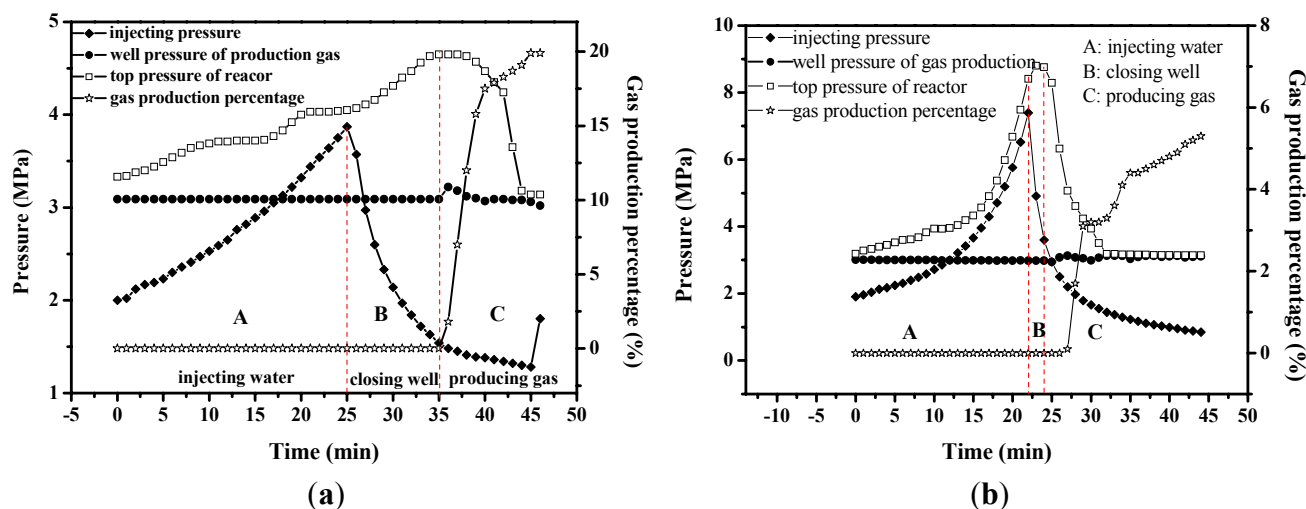 5
4
3
2
1
Pressure (MPa)
injecting pressure
well pressure of production gas
top pressure of reacor
gas production percentage
A
B
C
injecting water
closing well
producing gas
20
15
10
5
0
Gas production percentage (%)
-5 0 5 10 15 20 25 30 35 40 45 50
Time (min)
(a)
10
8
6
4
2
0
Pressure (MPa)
injecting pressure
well pressure of gas production
top pressure of reactor
gas production percentage
A: injecting water
B: closing well
C: producing gas
A
B
C
8
7
6
5
4
3
2
1
0
Gas production percentage (%)
-10 -5 0 5 10 15 20 25 30 35 40 45 50
Time (min)
(b)